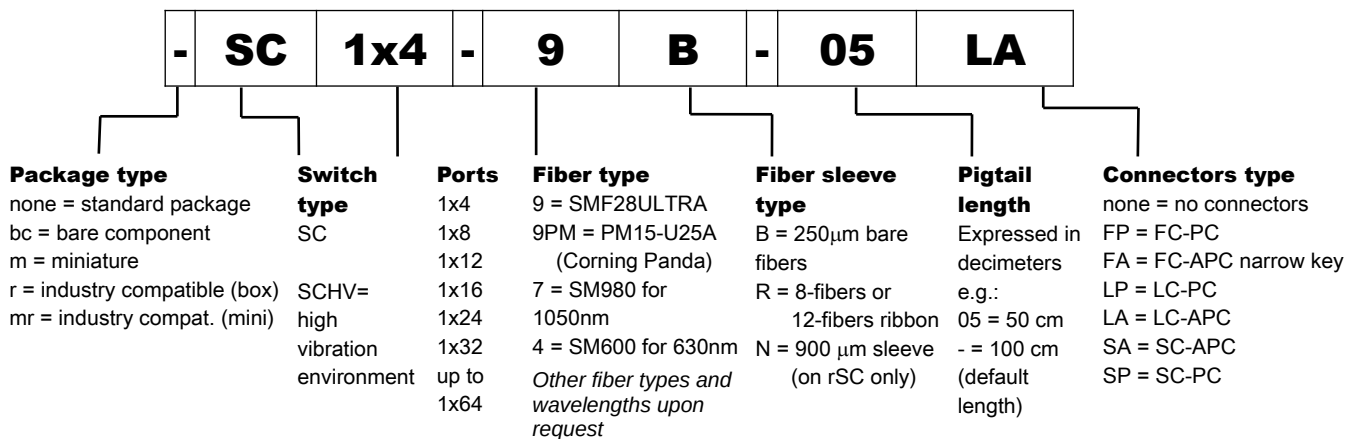 - SC 1x4 - 9 B - 05 LA
Package type
none = standard package
bc = bare component
m = miniature
r = industry compatible (box)
mr = industry compat. (mini)
Switch
type
SC
SCHV=
high
vibration
environment
Ports
1x4
1x8
1x12
1x16
1x24
1x32
up to
1x64
Fiber type
9 = SMF28ULTRA
9PM = PM15-U25A
(Corning Panda)
7 = SM980 for
1050nm
4 = SM600 for 630nm
Other fiber types and
wavelengths upon
request
Fiber sleeve
type
B = 250μm bare
fibers
R = 8-fibers or
12-fibers ribbon
N = 900 μm sleeve
(on rSC only)
Pigtail
length
Expressed in
decimeters
e.g.:
05 = 50 cm
- = 100 cm
(default
length)
Connectors type
none = no connectors
FP = FC-PC
FA = FC-APC narrow key
LP = LC-PC
LA = LC-APC
SA = SC-APC
SP = SC-PC